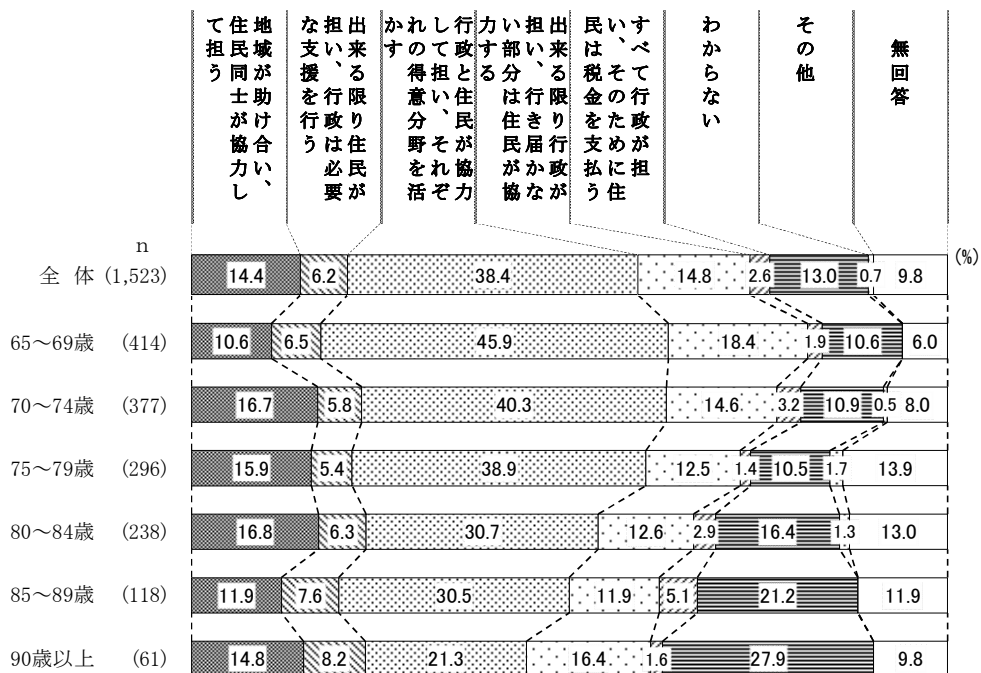 地域が助け合い、
住民同士が協力し
て担う
出来る限り住民が
担い、行政は必要
な支援を行う
行政と住民が協力
して担い、それぞ
れの得意分野を活
かす
出来る限り行政が
担い、行き届かな
い部分は住民が協
力する
すべて行政が担
い、そのために住
民は税金を支払う
わからない
その他
無回答
n
(%)
全 体 (1,523) 14.4 6.2 38.4 14.8 2.6 13.0 0.7 9.8
65～69歳 (414) 10.6 6.5 45.9 18.4 1.9 10.6 6.0
70～74歳 (377) 16.7 5.8 40.3 14.6 3.2 10.9 0.5 8.0
75～79歳 (296) 15.9 5.4 38.9 12.5 1.4 10.5 1.7 13.9
80～84歳 (238) 16.8 6.3 30.7 12.6 2.9 16.4 1.3 13.0
85～89歳 (118) 11.9 7.6 30.5 11.9 5.1 21.2 11.9
90歳以上 (61) 14.8 8.2 21.3 16.4 1.6 27.9 9.8